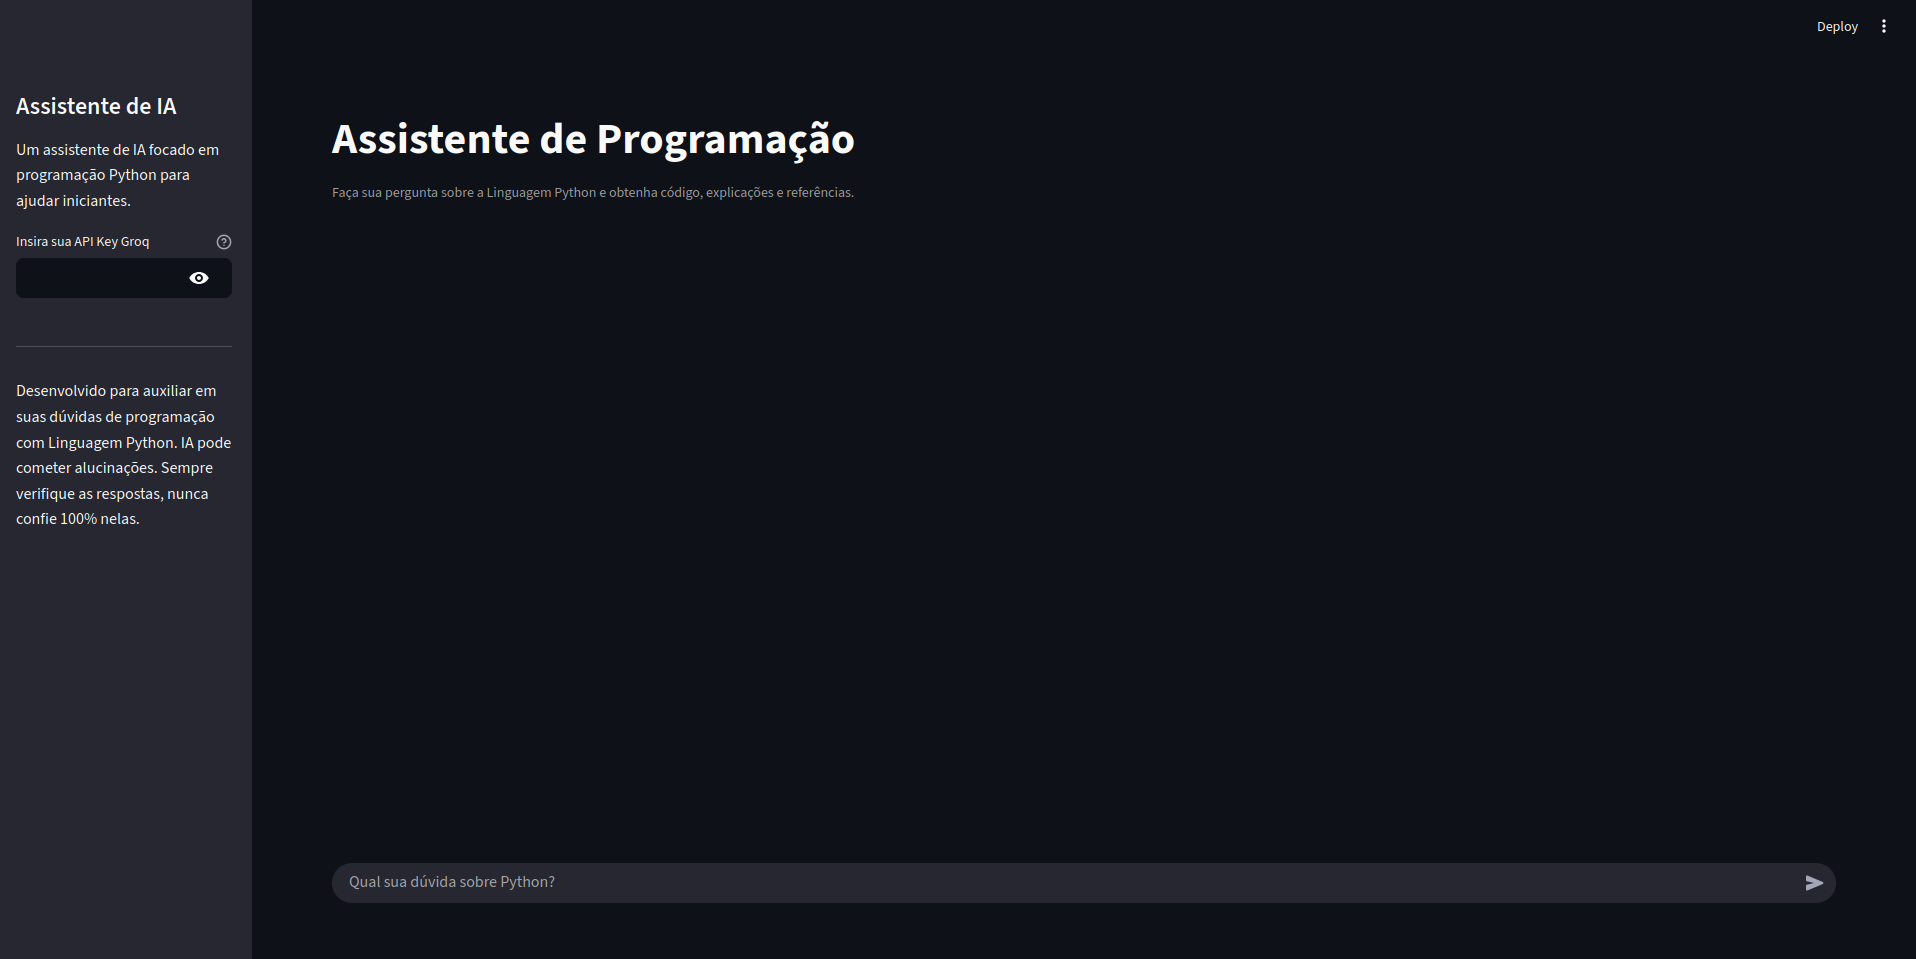 Deploy
Assistente de IA
Um assistente de IA focado em
programação Python para
ajudar iniciantes.
Insira sua API Key Groq
Desenvolvido para auxiliar em
suas dúvidas de programação
com Linguagem Python. IA pode
cometer alucinações. Sempre
verifique as respostas, nunca
confie 100% nelas.
Assistente de Programação
Faça sua pergunta sobre a Linguagem Python e obtenha código, explicações e referências.
Qual sua dúvida sobre Python?